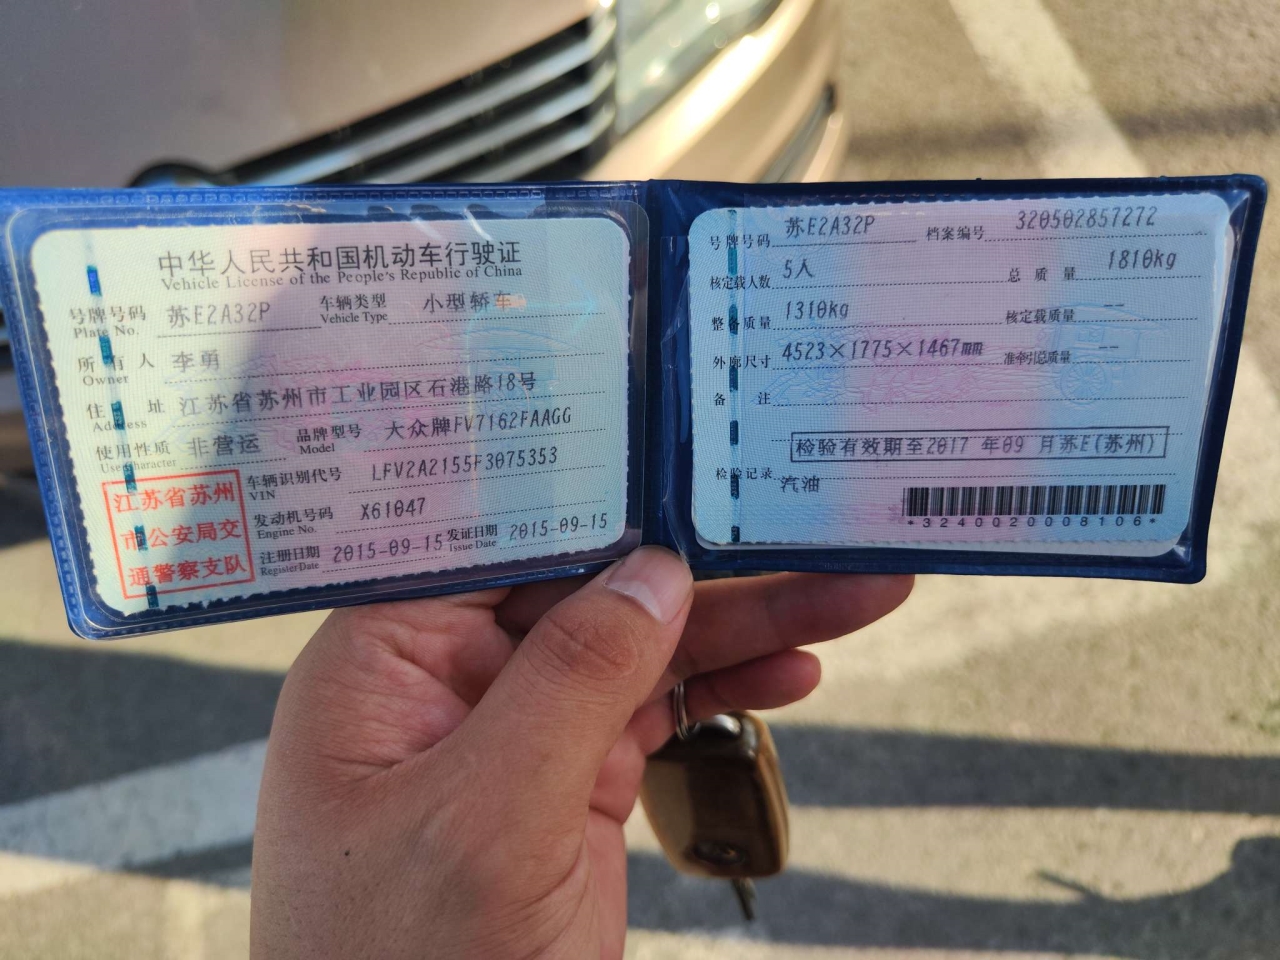 中华人民共和国机动车行驶证
Vehicle License of the People's Republic of China
号牌号码 苏E2A32P 车辆类型 小型轿车
Plate No. Vehicle Type
所有人 李勇
Owner
住址 江苏省苏州市工业园区石港路18号
Address
使用性质 非营运 品牌型号 大众牌FV7162FAAGG
Use Character Model
车辆识别代号 LFV2A2155F3075353
VIN
发动机号码 X61047
Engine No.
注册日期 2015-09-15 发证日期 2015-09-15
Register Date Issue Date
江苏省苏州
市公安局交
通警察支队
号牌号码 苏E2A32P 档案编号 320502857272
核定载人数 5人 总质量 1810kg
整备质量 1310kg 核定载质量 --
外廓尺寸 4523×1775×1467mm 准牵引总质量 --
备注
检验有效期至2017 年09 月苏E(苏州)
检验记录
汽油
*3240020008106*